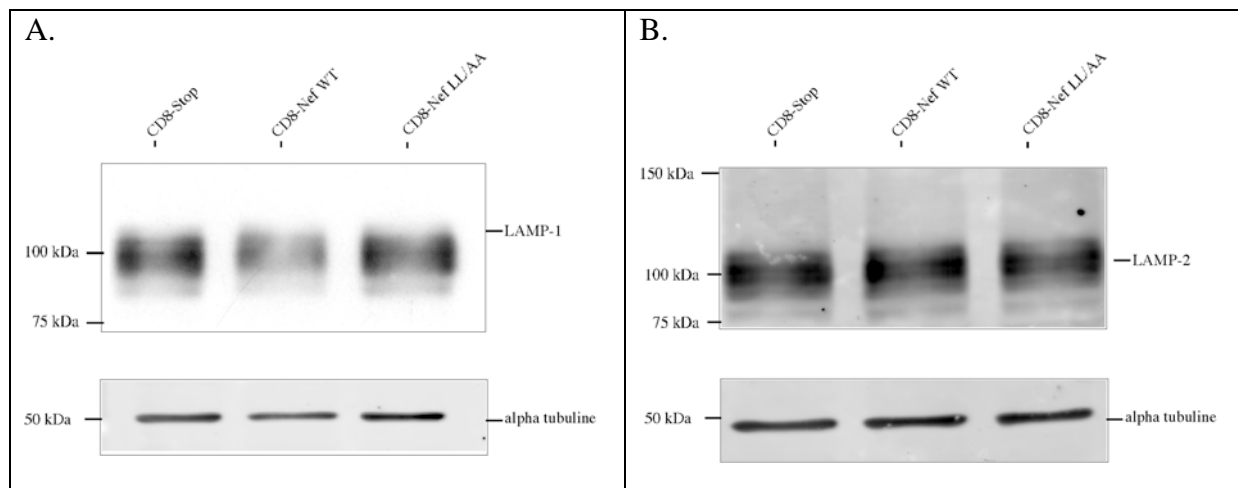 A.
CD8-Stop
CD8-Nef WT
CD8-Nef LL/AA
LAMP-1
100 kDa
75 kDa
50 kDa
alpha tubuline
B.
CD8-Stop
CD8-Nef WT
CD8-Nef LL/AA
150 kDa
LAMP-2
100 kDa
75 kDa
50 kDa
alpha tubuline